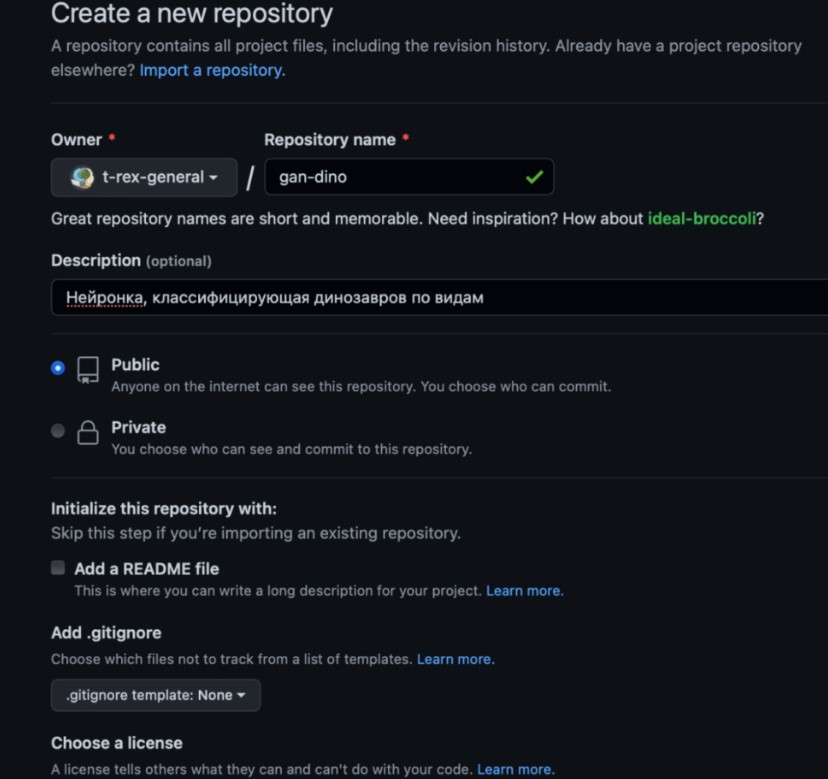 Create a new repository
A repository contains all project files, including the revision history. Already have a project repository
elsewhere? Import a repository.
Owner * Repository name *
t-rex-general / gan-dino
Great repository names are short and memorable. Need inspiration? How about ideal-broccoli?
Description (optional)
Нейронка, классифицирующая динозавров по видам
Public
Anyone on the internet can see this repository. You choose who can commit.
Private
You choose who can see and commit to this repository.
Initialize this repository with:
Skip this step if you're importing an existing repository.
Add a README file
This is where you can write a long description for your project. Learn more.
Add .gitignore
Choose which files not to track from a list of templates. Learn more.
.gitignore template: None
Choose a license
A license tells others what they can and can't do with your code. Learn more.